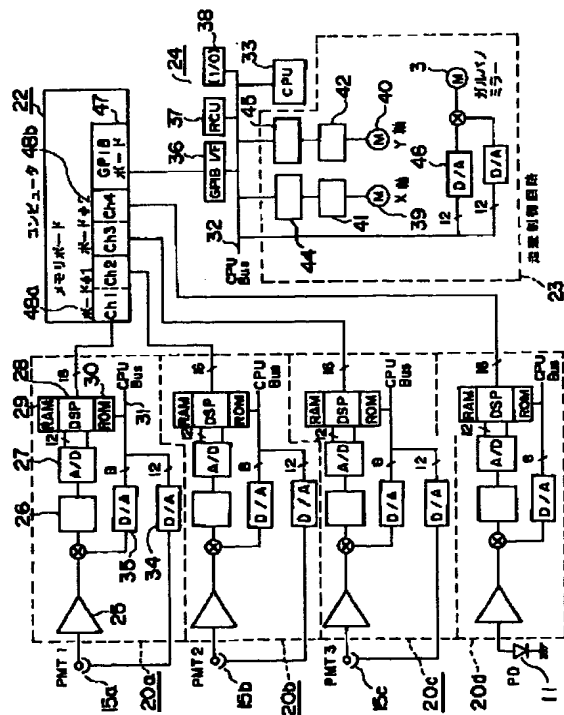 22
コンピュータ
メモリボード
48a
48b
47
ボード#1
ボード#2
GPIB
ボード
Ch1
Ch2
Ch3
Ch4
24
38
(I/O)
37
RCU
36
GPIB I/F
33
CPU
32
CPU
Bus
45
42
40
M
Y軸
44
41
39
M
X軸
46
D/A
D/A
12
12
3
M
ガルバノ
ミラー
走査制御回路
23
16
28
29
RAM
DSP
ROM
30
CPU
Bus
31
12
27
A/D
26
25
8
12
D/A
35
D/A
34
PMT 1
15a
20a
16
RAM
DSP
ROM
CPU
Bus
12
A/D
8
12
D/A
D/A
PMT2
15b
20b
16
RAM
DSP
ROM
CPU
Bus
12
A/D
8
12
D/A
D/A
PMT3
15c
20c
16
RAM
DSP
ROM
CPU
Bus
12
A/D
8
D/A
PD
11
20d